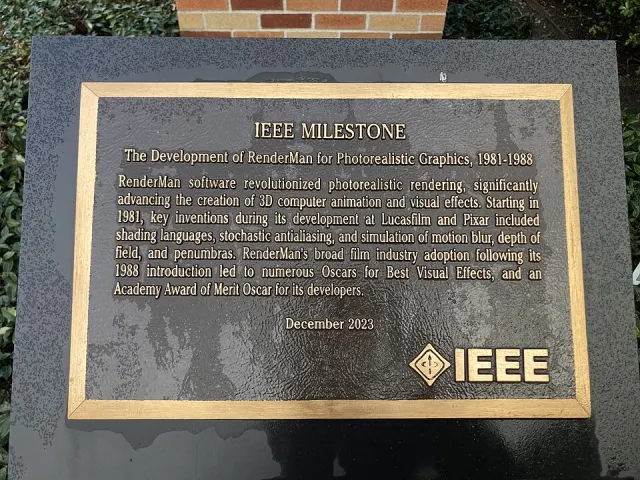 IEEE MILESTONE
The Development of RenderMan for Photorealistic Graphics, 1981-1988
RenderMan software revolutionized photorealistic rendering, significantly
advancing the creation of 3D computer animation and visual effects. Starting in
1981, key inventions during its development at Lucasfilm and Pixar included
shading languages, stochastic antialiasing, and simulation of motion blur, depth of
field, and penumbras. RenderMan's broad film industry adoption following its
1988 introduction led to numerous Oscars for Best Visual Effects, and an
Academy Award of Merit Oscar for its developers.
December 2023
IEEE